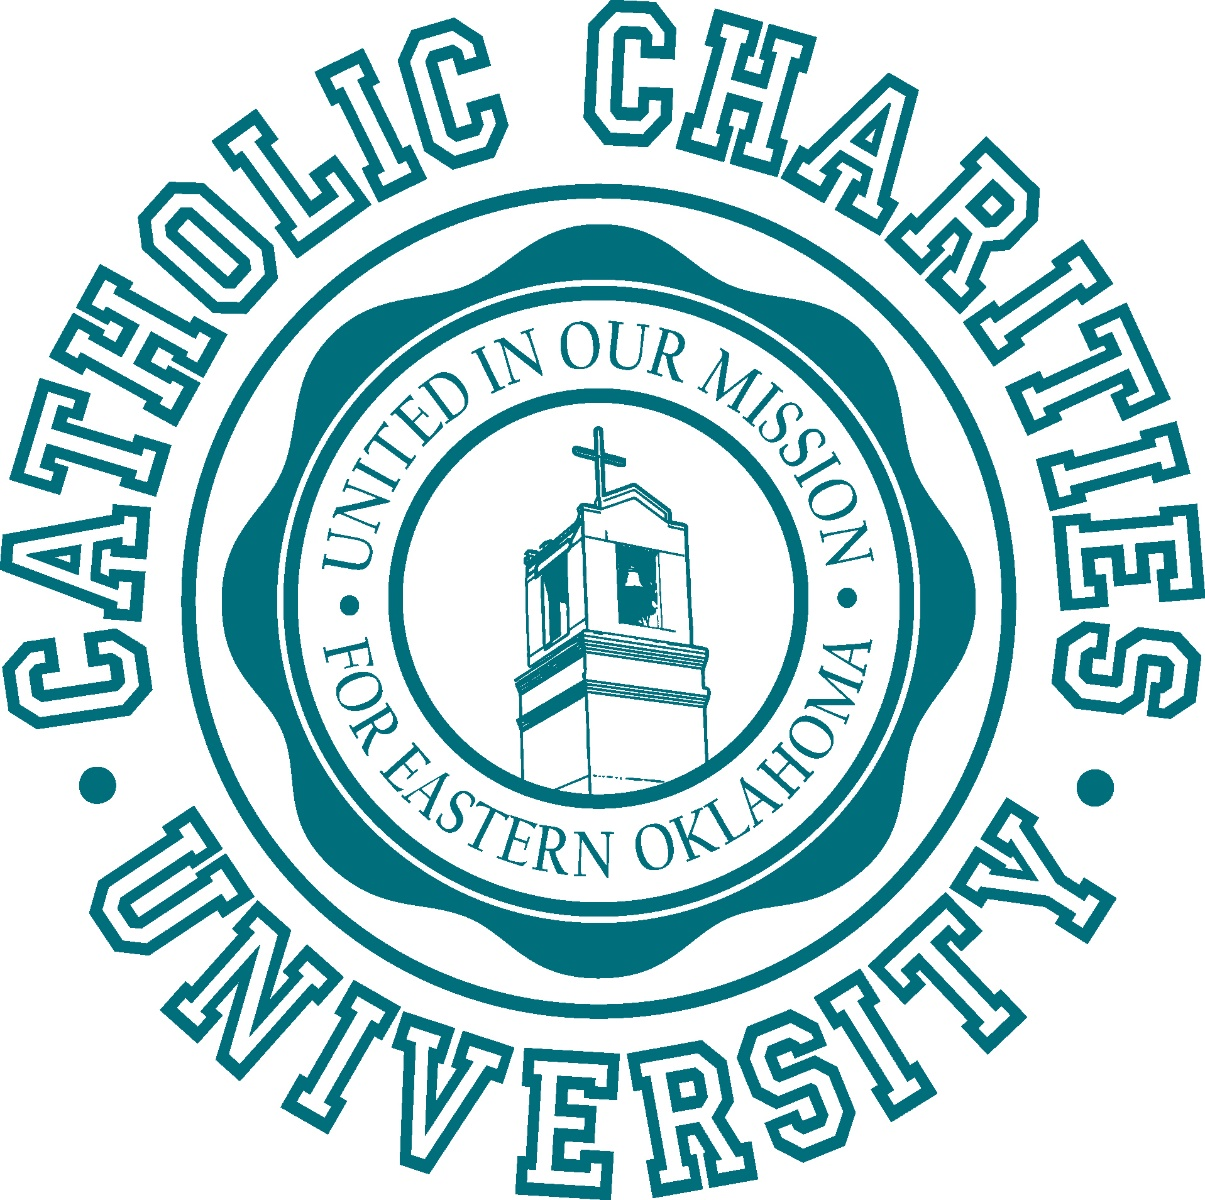 CATHOLIC CHARITIES
• UNIVERSITY •
UNITED IN OUR MISSION
• FOR EASTERN OKLAHOMA •